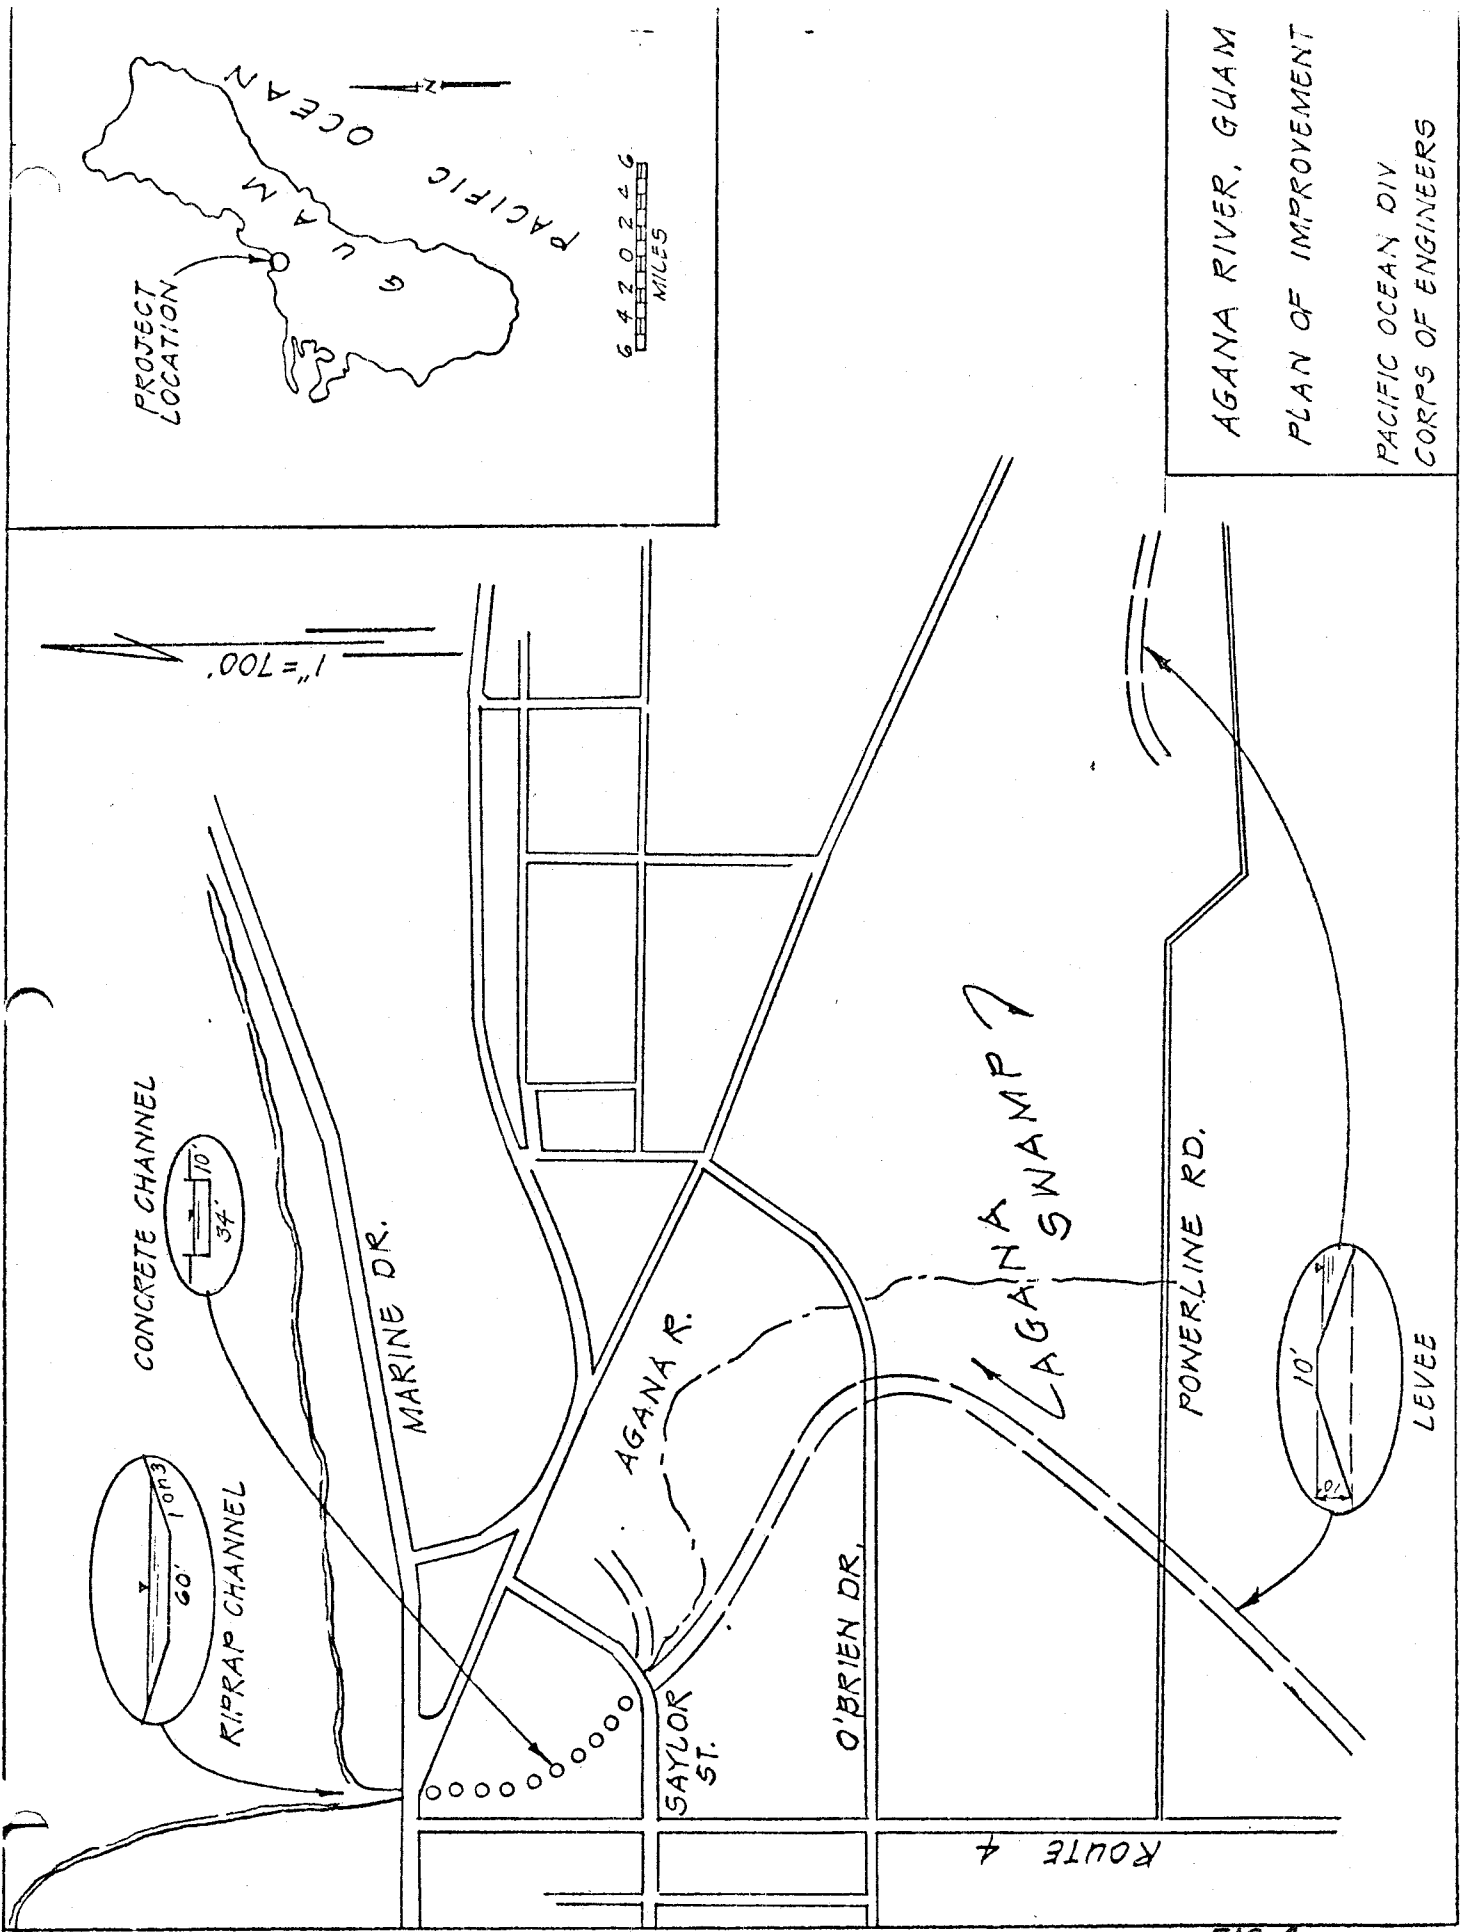 CONCRETE CHANNEL
10'
34'
RIPRAP CHANNEL
60'
1 on 3
MARINE DR.
1"=700'
PROJECT
LOCATION
GUAM
PACIFIC OCEAN
N
6 4 2 0 2 4 6
MILES
AGANA R.
SAYLOR
ST.
O'BRIEN DR.
AGANA
SWAMP
ROUTE 4
POWERLINE RD.
10'
10'
LEVEE
AGANA RIVER, GUAM
PLAN OF IMPROVEMENT
PACIFIC OCEAN DIV
CORPS OF ENGINEERS